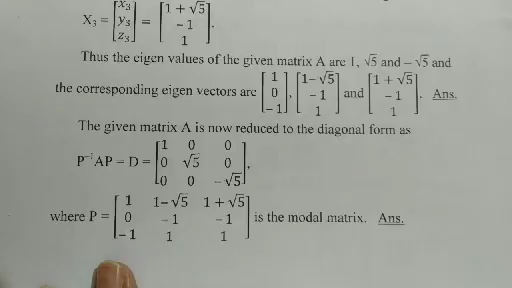 X₃ = [x₃ y₃ z₃] = [1 + √5 - 1 1].
Thus the eigen values of the given matrix A are 1, √5 and – √5 and
the corresponding eigen vectors are [1 0 -1], [1-√5 -1 1] and [1 + √5 -1 1]. Ans.
The given matrix A is now reduced to the diagonal form as
P⁻¹AP = D = [1 0 0
0 √5 0
0 0 -√5],
where P = [1 1-√5 1+√5
0 -1 -1
-1 1 1] is the modal matrix. Ans.